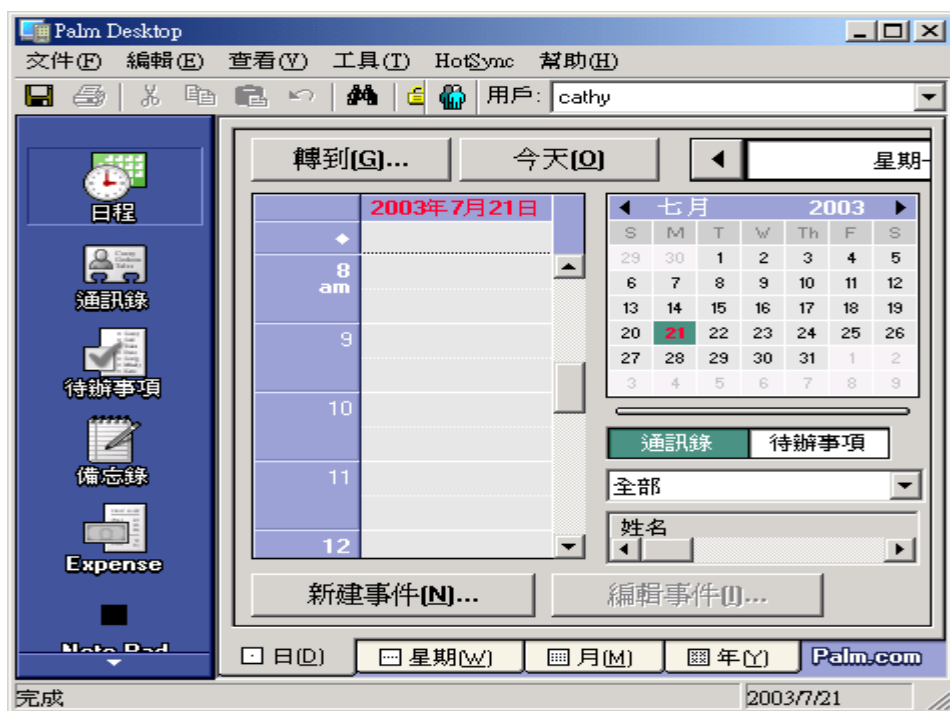 Palm Desktop
文件(F) 編輯(E) 查看(V) 工具(T) HotSync 幫助(H)
用戶: cathy
日程
通訊錄
待辦事項
備忘錄
Expense
轉到(G)... 今天(O) 星期一
2003年7月21日
8
am
9
10
11
12
七月 2003
S M T W Th F S
29 30 1 2 3 4 5
6 7 8 9 10 11 12
13 14 15 16 17 18 19
20 21 22 23 24 25 26
27 28 29 30 31 1 2
3 4 5 6 7 8 9
通訊錄 待辦事項
全部
姓名
新建事件(N)... 編輯事件(I)...
Note Pad
日(D) 星期(W) 月(M) 年(Y) Palm.com
完成 2003/7/21